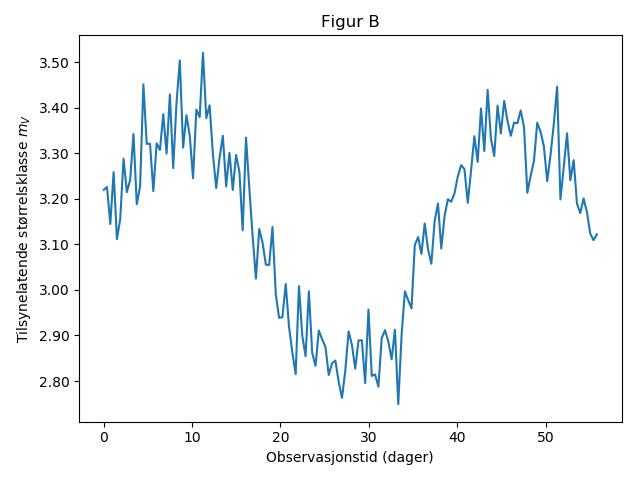 Figur B
3.50
3.40
3.30
3.20
3.10
3.00
2.90
2.80
Tilsynelatende størrelsklasse $m_V$
0 10 20 30 40 50
Observasjonstid (dager)